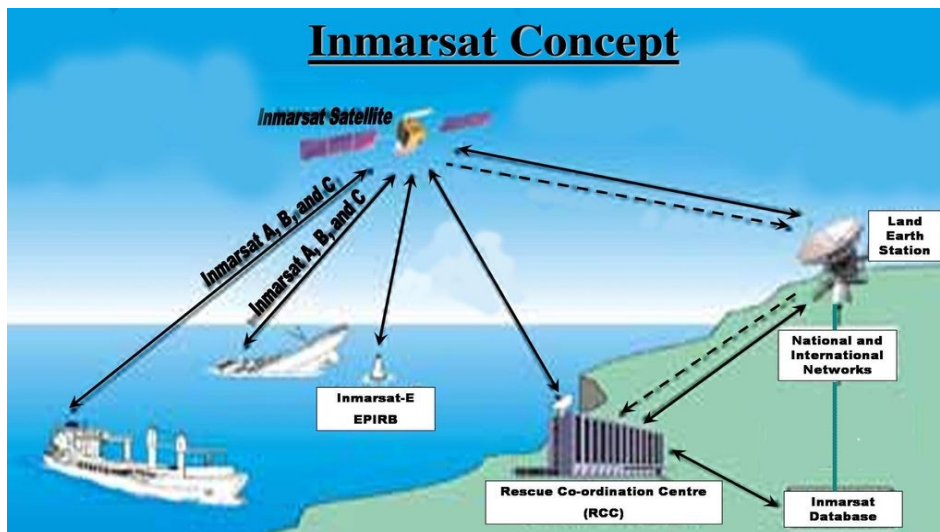 Inmarsat Concept
Inmarsat Satellite
Inmarsat A, B, and C
Inmarsat A, B, and C
Land
Earth
Station
National and
International
Networks
Inmarsat-E
EPIRB
Rescue Co-ordination Centre
(RCC)
Inmarsat
Database